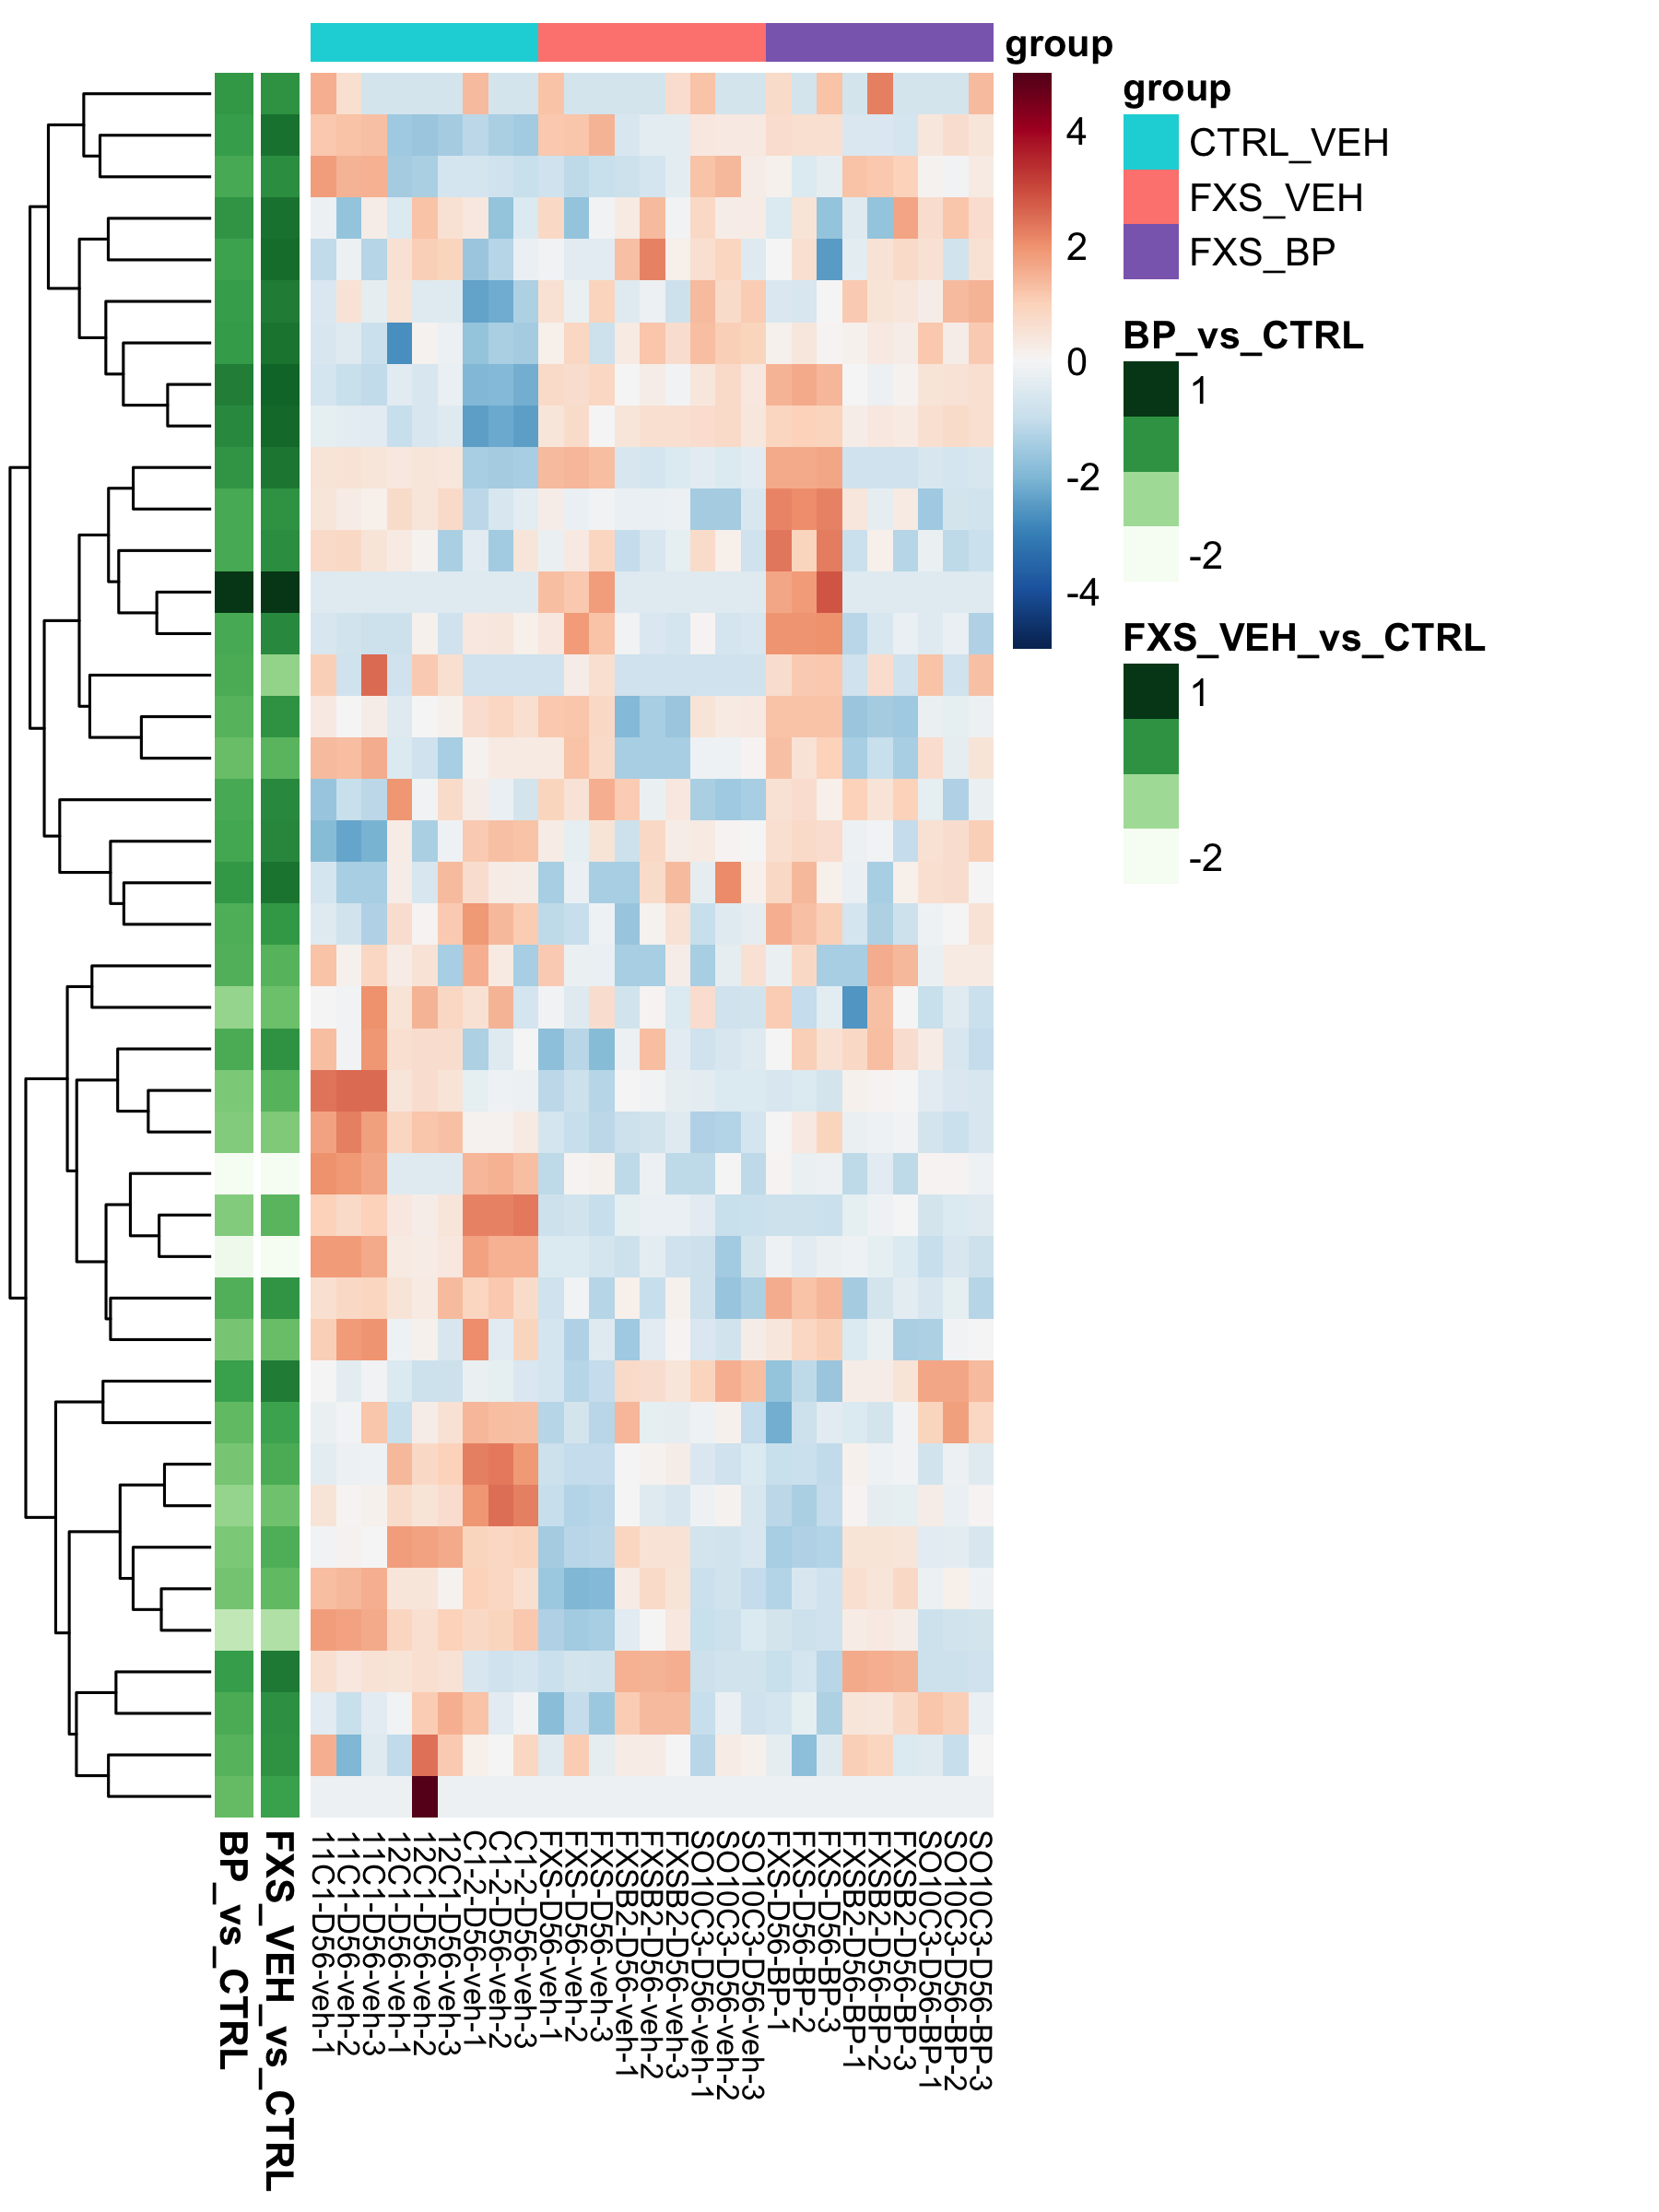 group
4
2
0
-2
-4
group
CTRL_VEH
FXS_VEH
FXS_BP
BP_vs_CTRL
1
-2
FXS_VEH_vs_CTRL
1
-2
BP_vs_CTRL
FXS_VEH_vs_CTRL
11C1-D56-veh-1
11C1-D56-veh-2
11C1-D56-veh-3
12C1-D56-veh-1
12C1-D56-veh-2
12C1-D56-veh-3
C1-2-D56-veh-1
C1-2-D56-veh-2
C1-2-D56-veh-3
FXS-D56-veh-1
FXS-D56-veh-2
FXS-D56-veh-3
FXSB2-D56-veh-1
FXSB2-D56-veh-2
FXSB2-D56-veh-3
SO10C3-D56-veh-1
SO10C3-D56-veh-2
SO10C3-D56-veh-3
FXS-D56-BP-1
FXS-D56-BP-2
FXS-D56-BP-3
FXSB2-D56-BP-1
FXSB2-D56-BP-2
FXSB2-D56-BP-3
SO10C3-D56-BP-1
SO10C3-D56-BP-2
SO10C3-D56-BP-3